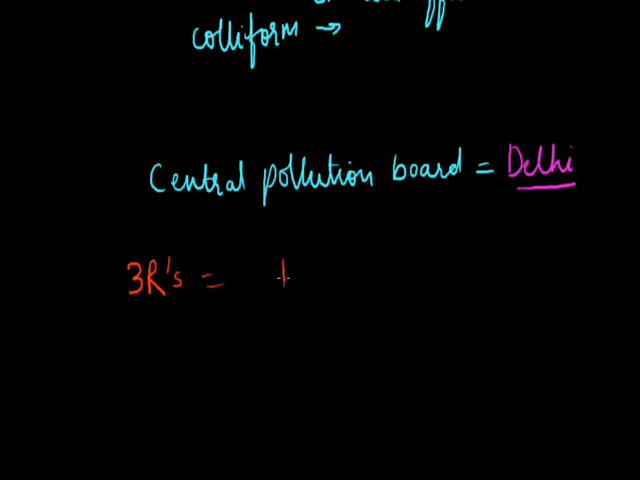 colliform →
Central pollution board = Delhi
3R's =